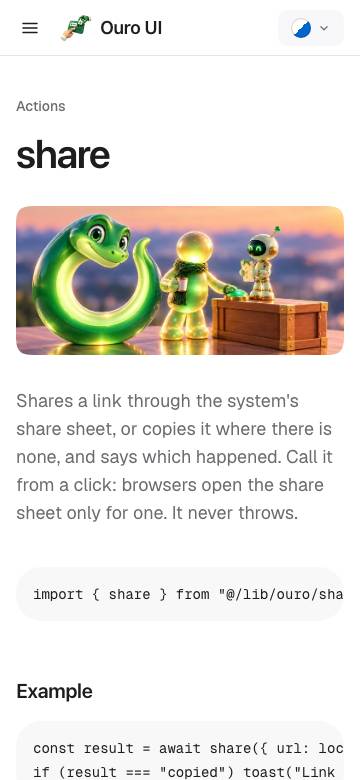 Ouro UI
Actions
share
Shares a link through the system's
share sheet, or copies it where there is
none, and says which happened. Call it
from a click: browsers open the share
sheet only for one. It never throws.
import { share } from "@/lib/ouro/sha
Example
const result = await share({ url: loc
if (result === "copied") toast("Link